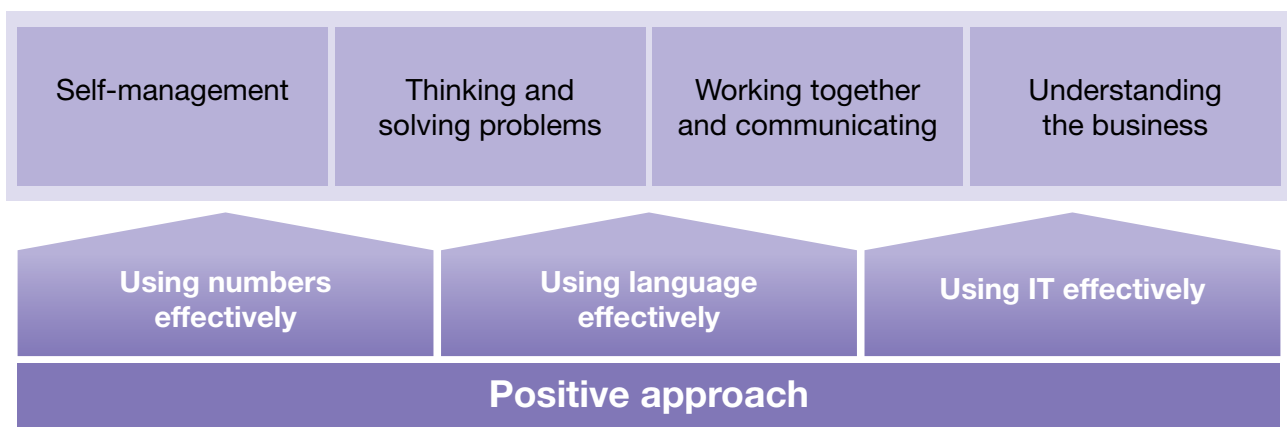 Self-management
Thinking and
solving problems
Working together
and communicating
Understanding
the business
Using numbers
effectively
Using language
effectively
Using IT effectively
Positive approach